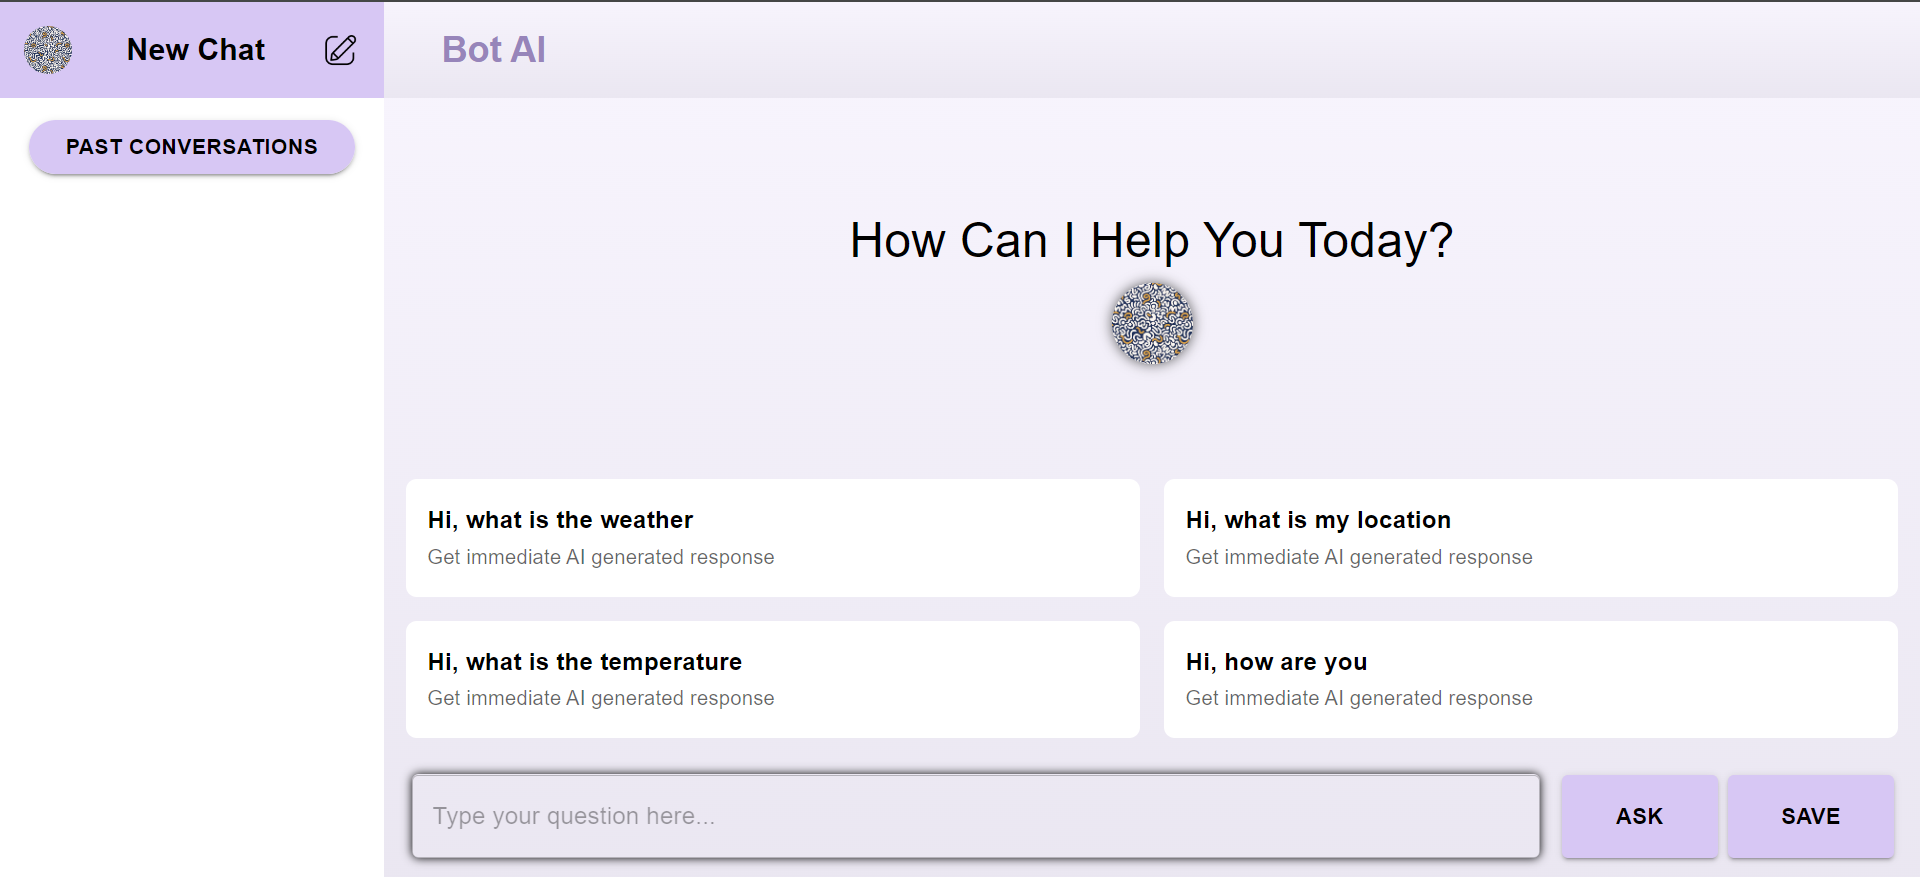 New Chat
Bot AI
PAST CONVERSATIONS
How Can I Help You Today?
Hi, what is the weather
Get immediate AI generated response
Hi, what is my location
Get immediate AI generated response
Hi, what is the temperature
Get immediate AI generated response
Hi, how are you
Get immediate AI generated response
Type your question here...
ASK
SAVE